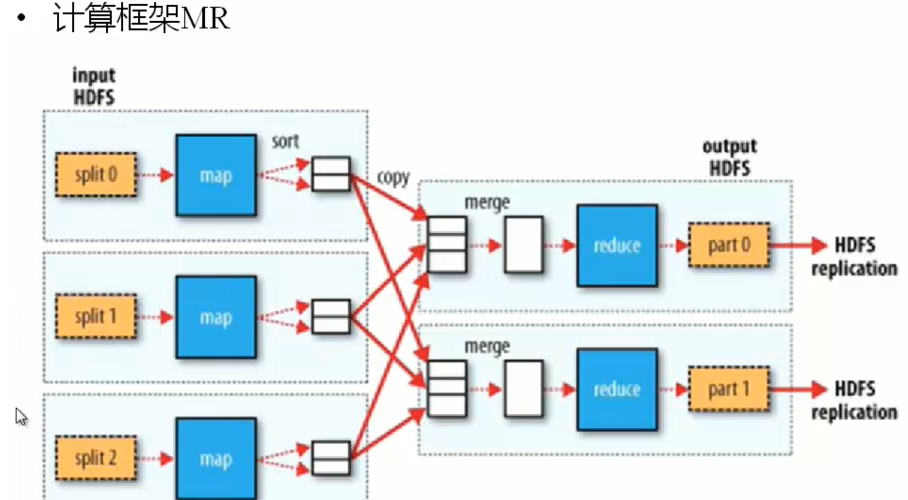 • 计算框架MR
input
HDFS
split 0
map
sort
copy
split 1
map
split 2
map
merge
reduce
output
HDFS
part 0
HDFS
replication
merge
reduce
part 1
HDFS
replication